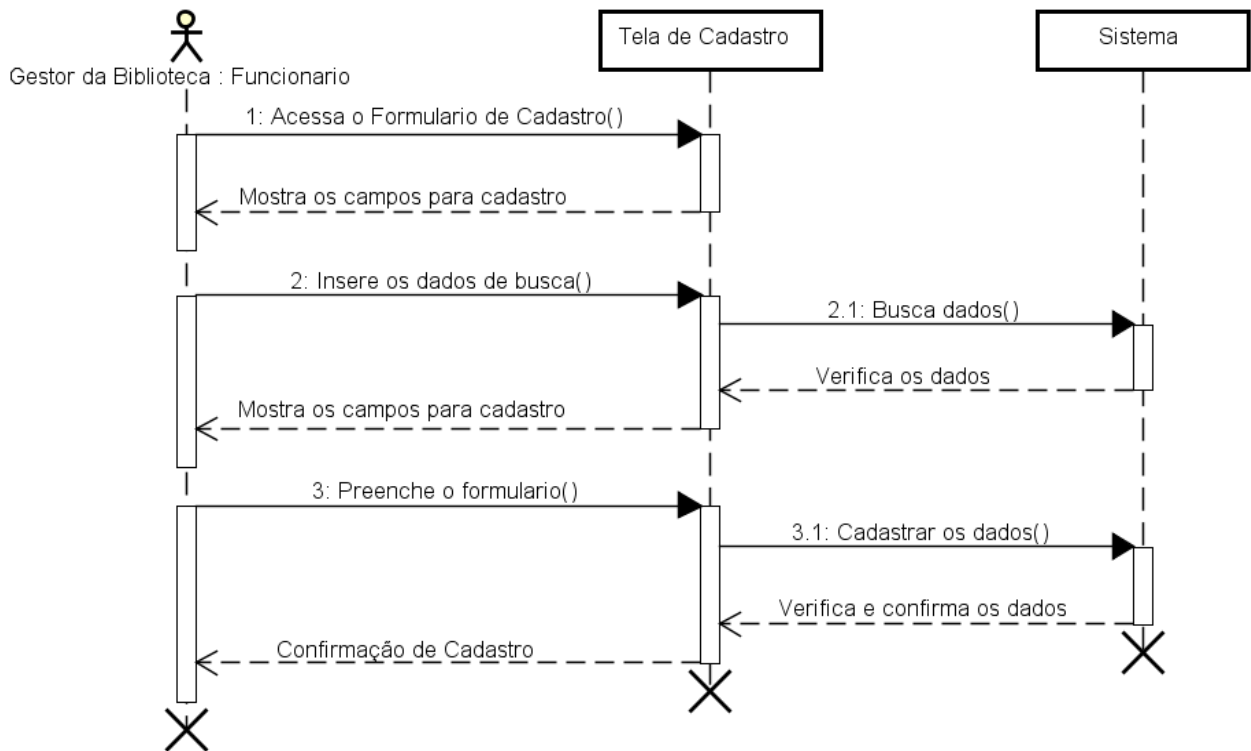 Tela de Cadastro
Sistema
Gestor da Biblioteca : Funcionario
1: Acessa o Formulario de Cadastro()
Mostra os campos para cadastro
2: Insere os dados de busca()
2.1: Busca dados()
Verifica os dados
Mostra os campos para cadastro
3: Preenche o formulario()
3.1: Cadastrar os dados()
Verifica e confirma os dados
Confirmação de Cadastro